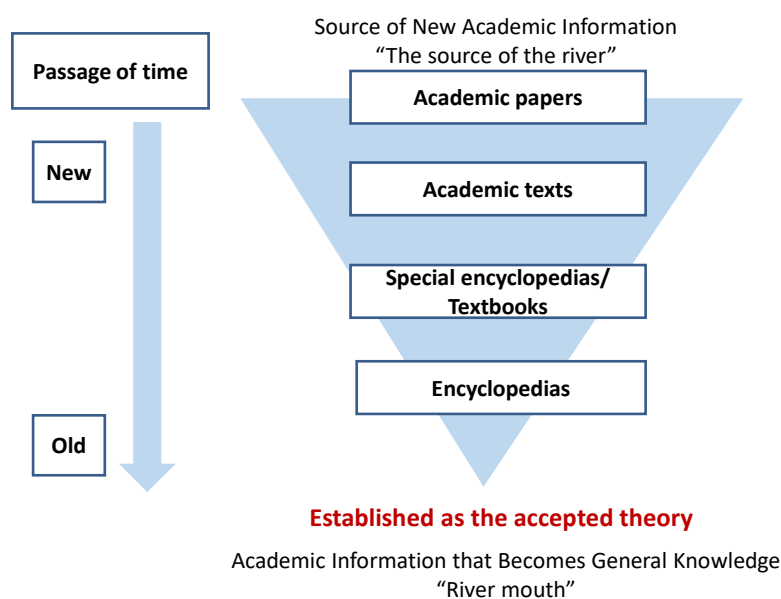 Source of New Academic Information
“The source of the river”
Passage of time
Academic papers
New
Academic texts
Special encyclopedias/
Textbooks
Encyclopedias
Old
Established as the accepted theory
Academic Information that Becomes General Knowledge
“River mouth”